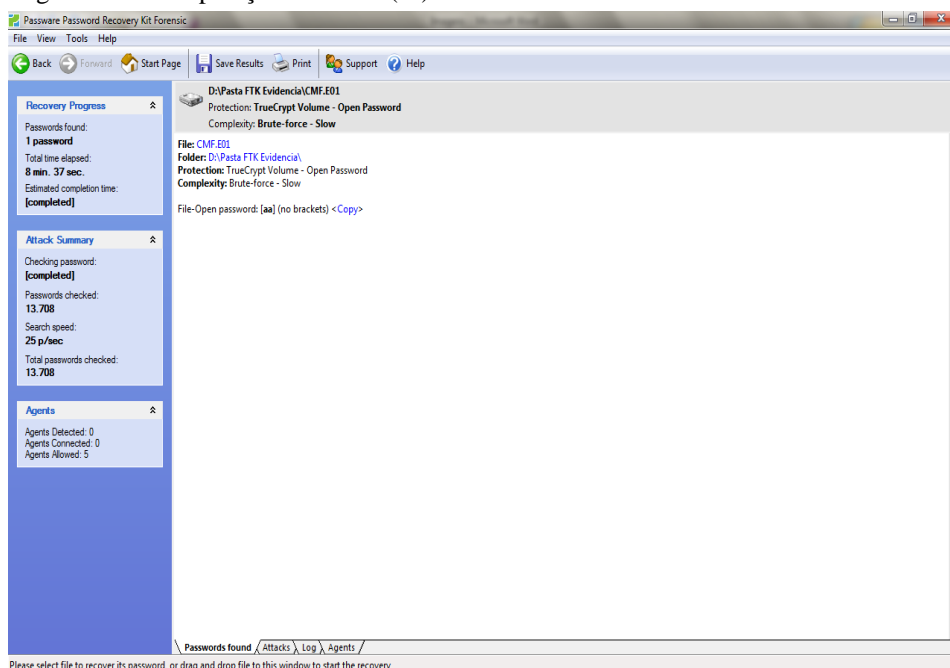 Passware Password Recovery Kit Forensic
File View Tools Help
Back Forward Start Page Save Results Print Support Help
Recovery Progress
Passwords found:
1 password
Total time elapsed:
8 min. 37 sec.
Estimated completion time:
[completed]
Attack Summary
Checking password:
[completed]
Passwords checked:
13.708
Search speed:
25 p/sec
Total passwords checked:
13.708
Agents
Agents Detected: 0
Agents Connected: 0
Agents Allowed: 5
D:\Pasta FTK Evidencia\CMF.E01
Protection: TrueCrypt Volume - Open Password
Complexity: Brute-force - Slow
File: CMF.E01
Folder: D:\Pasta FTK Evidencia\
Protection: TrueCrypt Volume - Open Password
Complexity: Brute-force - Slow
File-Open password: [aa] (no brackets) <Copy>
Passwords found Attacks Log Agents
Please select file to recover its password, or drag and drop file to this window to start the recovery